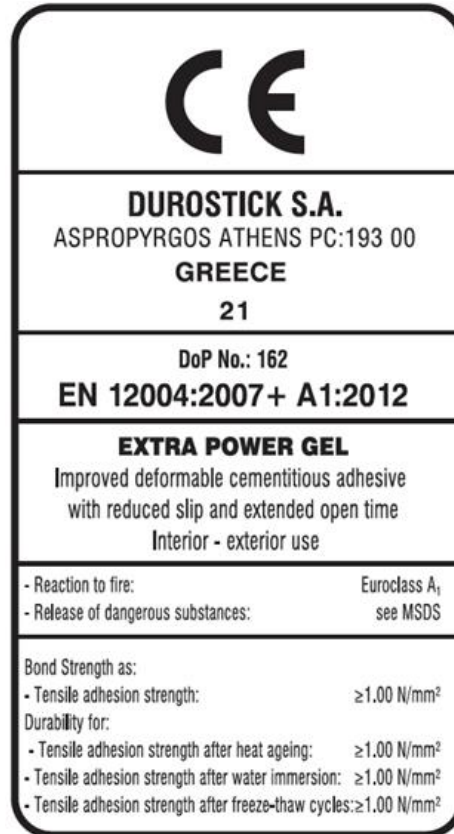 CE
DUROSTICK S.A.
ASPROPYRGOS ATHENS PC:193 00
GREECE
21
DoP No.: 162
EN 12004:2007+ A1:2012
EXTRA POWER GEL
Improved deformable cementitious adhesive
with reduced slip and extended open time
Interior - exterior use
- Reaction to fire: Euroclass A₁
- Release of dangerous substances: see MSDS
Bond Strength as:
- Tensile adhesion strength: ≥1.00 N/mm²
Durability for:
- Tensile adhesion strength after heat ageing: ≥1.00 N/mm²
- Tensile adhesion strength after water immersion: ≥1.00 N/mm²
- Tensile adhesion strength after freeze-thaw cycles:≥1.00 N/mm²